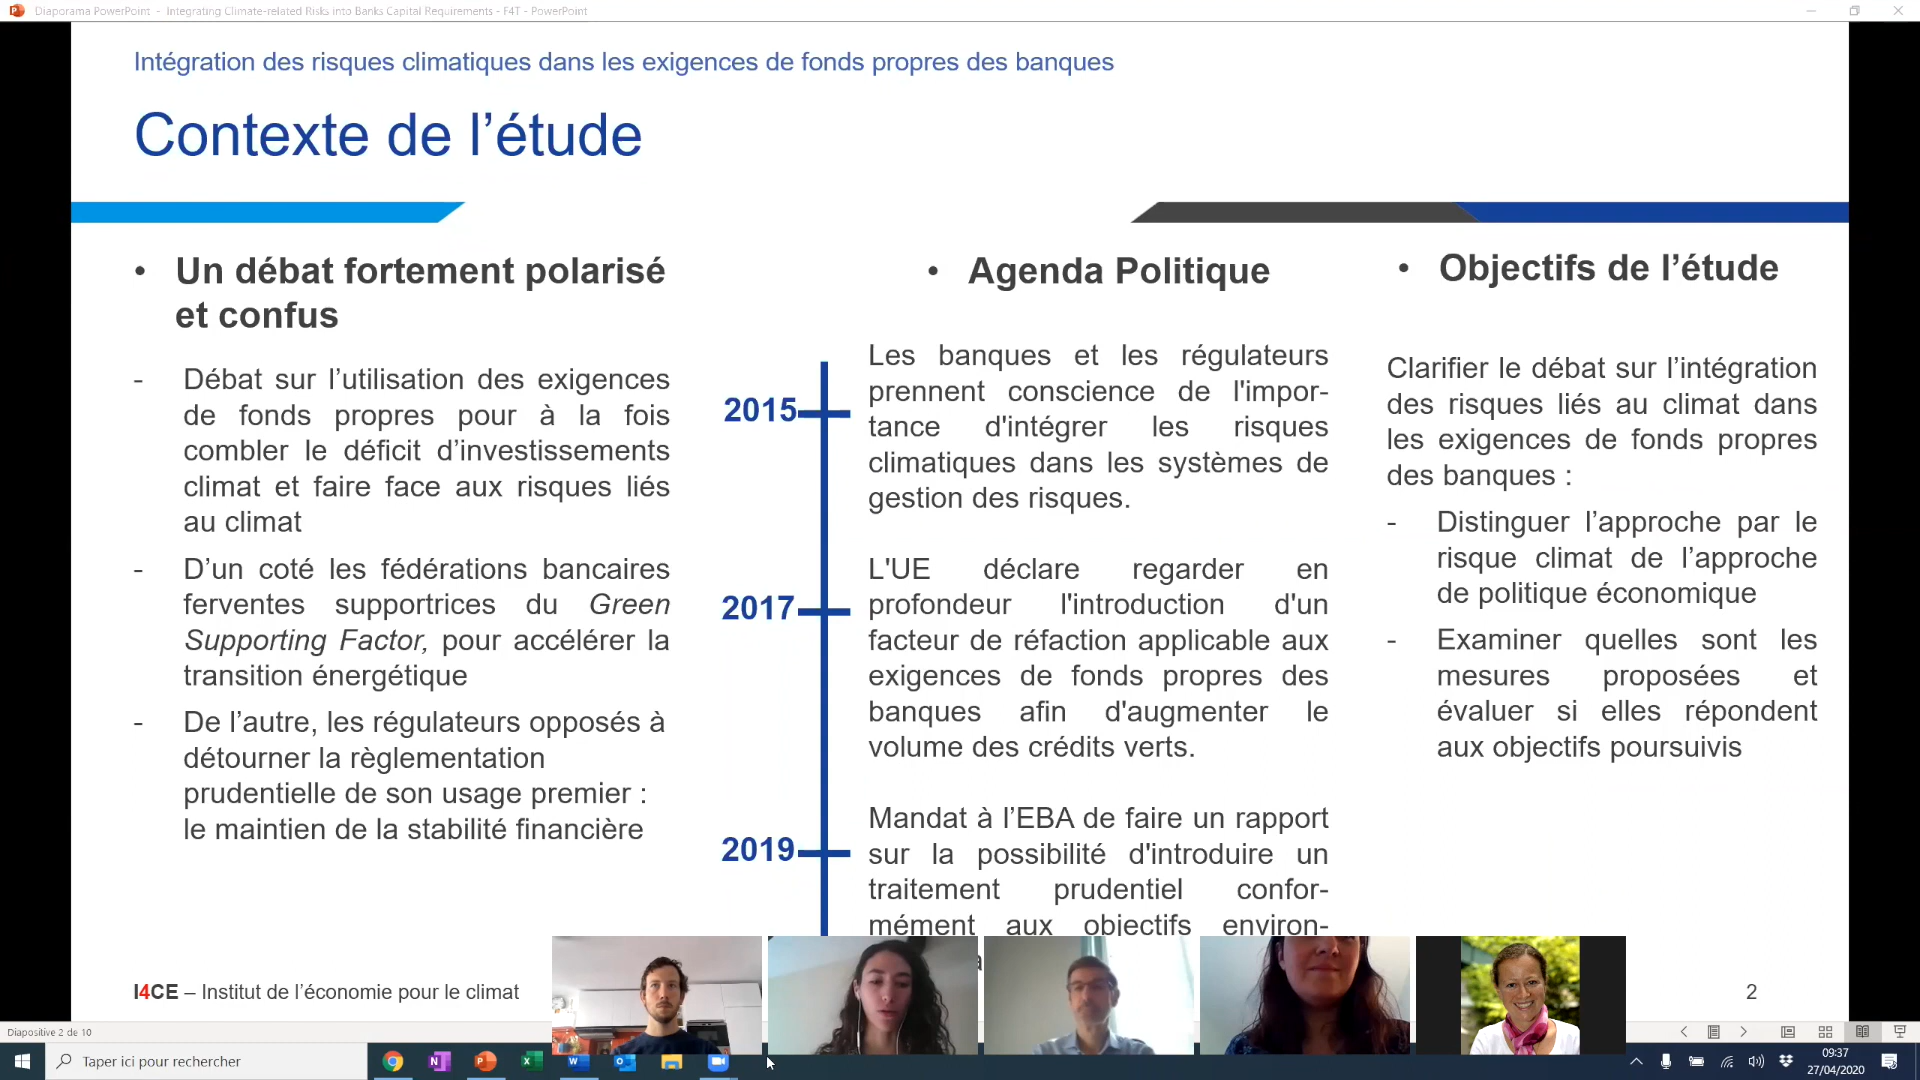 Diaporama PowerPoint - Integrating Climate-related Risks into Banks Capital Requirements - F4T - PowerPoint
Intégration des risques climatiques dans les exigences de fonds propres des banques
Contexte de l’étude
• Un débat fortement polarisé
et confus
- Débat sur l’utilisation des exigences
de fonds propres pour à la fois
combler le déficit d’investissements
climat et faire face aux risques liés
au climat
- D’un coté les fédérations bancaires
ferventes supportrices du Green
Supporting Factor, pour accélérer la
transition énergétique
- De l’autre, les régulateurs opposés à
détourner la règlementation
prudentielle de son usage premier :
le maintien de la stabilité financière
• Agenda Politique
2015
Les banques et les régulateurs
prennent conscience de l'impor-
tance d'intégrer les risques
climatiques dans les systèmes de
gestion des risques.
2017
L'UE déclare regarder en
profondeur l'introduction d'un
facteur de réfaction applicable aux
exigences de fonds propres des
banques afin d'augmenter le
volume des crédits verts.
2019
Mandat à l’EBA de faire un rapport
sur la possibilité d'introduire un
traitement prudentiel confor-
mément aux objectifs environ-
• Objectifs de l’étude
Clarifier le débat sur l’intégration
des risques liés au climat dans
les exigences de fonds propres
des banques :
- Distinguer l’approche par le
risque climat de l’approche
de politique économique
- Examiner quelles sont les
mesures proposées et
évaluer si elles répondent
aux objectifs poursuivis
I4CE – Institut de l’économie pour le climat
2
Diapositive 2 de 10
Taper ici pour rechercher
09:37
27/04/2020